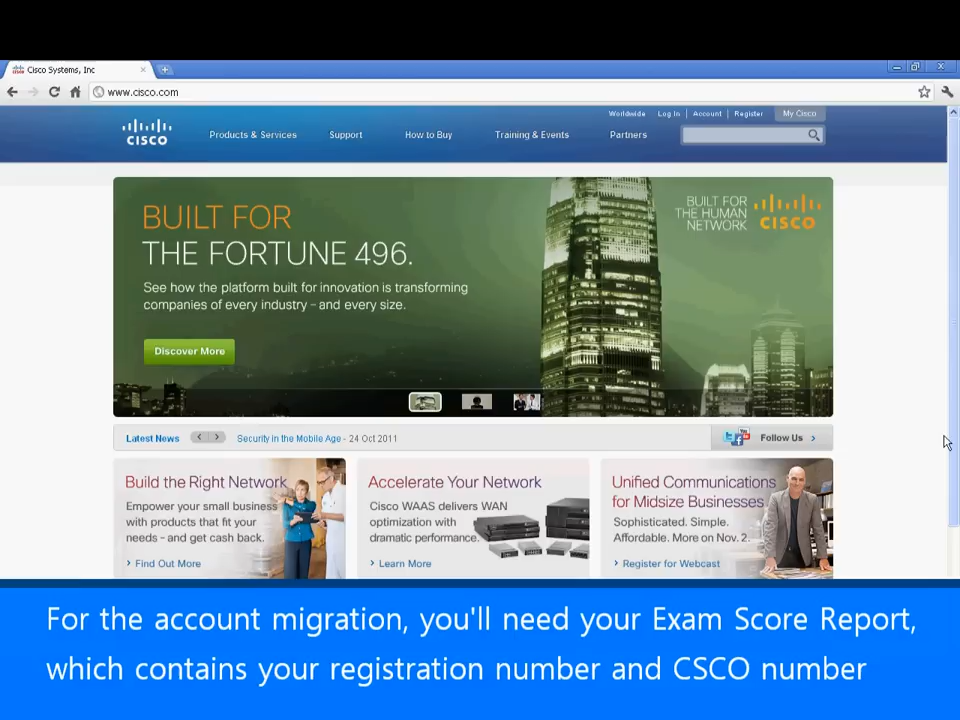 Cisco Systems, Inc
www.cisco.com
Worldwide Log In | Account | Register My Cisco
CISCO Products & Services Support How to Buy Training & Events Partners
BUILT FOR
THE FORTUNE 496.
See how the platform built for innovation is transforming
companies of every industry – and every size.
Discover More
BUILT FOR
THE HUMAN
NETWORK
CISCO
Latest News Security in the Mobile Age - 24 Oct 2011
Follow Us
Build the Right Network
Empower your small business
with products that fit your
needs – and get cash back.
Find Out More
Accelerate Your Network
Cisco WAAS delivers WAN
optimization with
dramatic performance.
Learn More
Unified Communications
for Midsize Businesses
Sophisticated. Simple.
Affordable. More on Nov. 2.
Register for Webcast
For the account migration, you'll need your Exam Score Report,
which contains your registration number and CSCO number